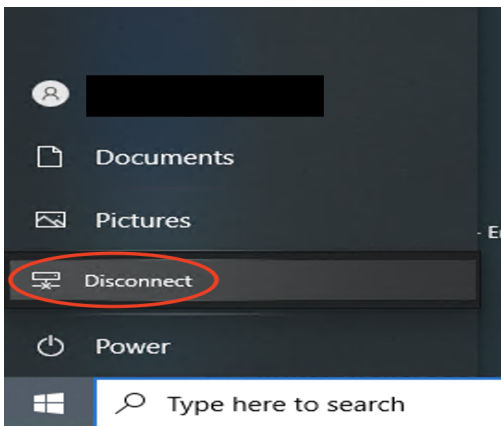 Documents
Pictures
- E
Disconnect
Power
Type here to search